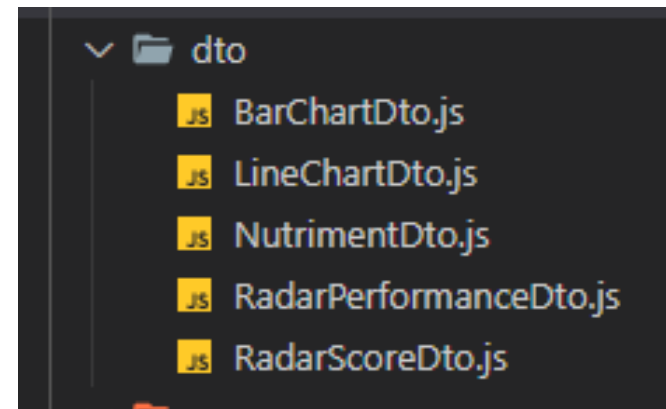 dto
JS BarChartDto.js
JS LineChartDto.js
JS NutrimentDto.js
JS RadarPerformanceDto.js
JS RadarScoreDto.js